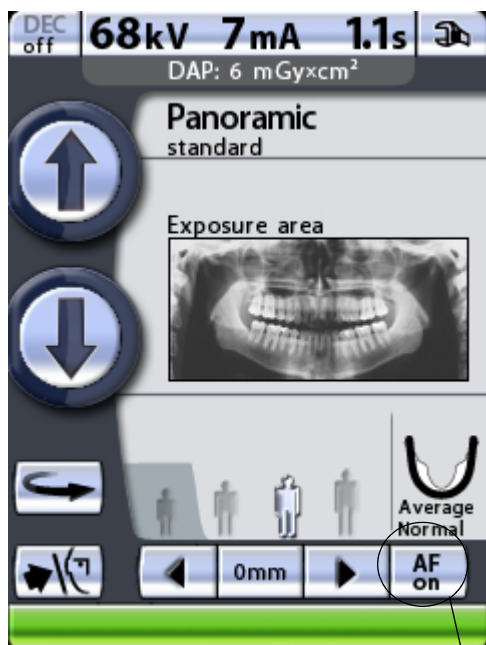 DEC off 68kV 7mA 1.1s
DAP: 6 mGy×cm²
Panoramic
standard
Exposure area
Average
Normal
0mm
AF
on